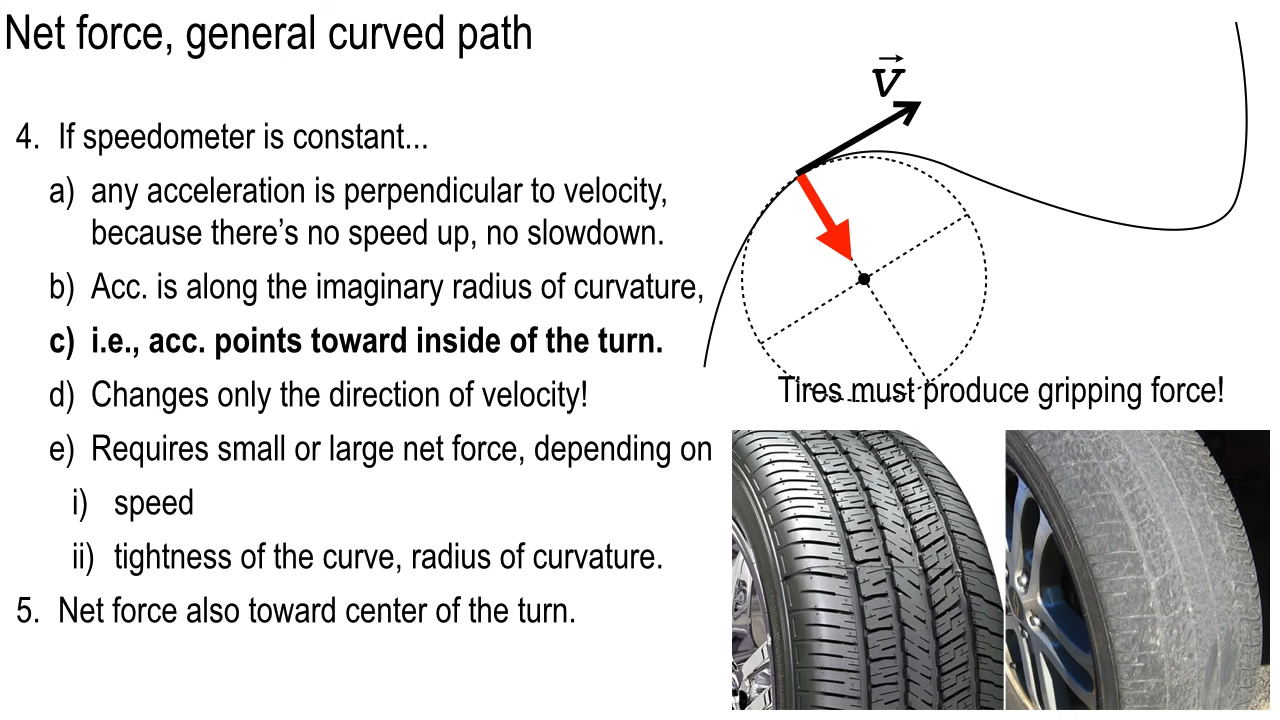 Net force, general curved path
v
4. If speedometer is constant...
a) any acceleration is perpendicular to velocity,
because there’s no speed up, no slowdown.
b) Acc. is along the imaginary radius of curvature,
c) i.e., acc. points toward inside of the turn.
d) Changes only the direction of velocity!
Tires must produce gripping force!
e) Requires small or large net force, depending on
i) speed
ii) tightness of the curve, radius of curvature.
5. Net force also toward center of the turn.